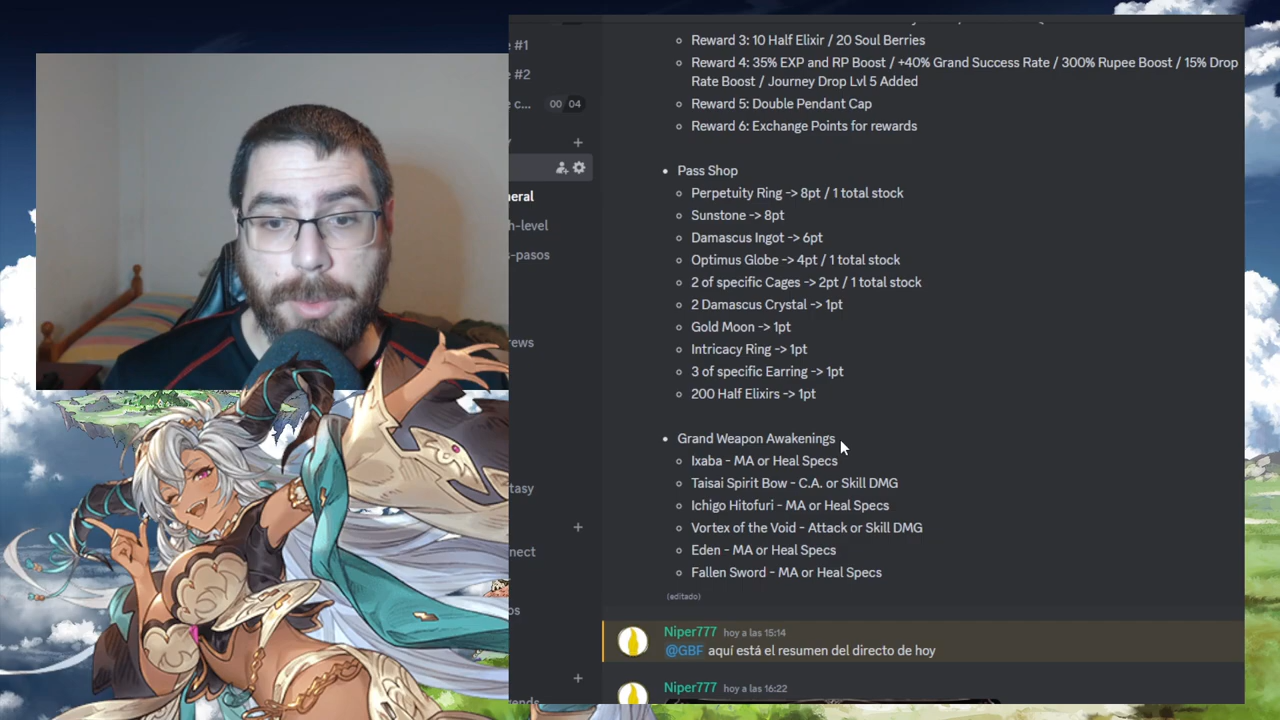 #1
#2
00 04
Reward 3: 10 Half Elixir / 20 Soul Berries
Reward 4: 35% EXP and RP Boost / +40% Grand Success Rate / 300% Rupee Boost / 15% Drop
Rate Boost / Journey Drop Lvl 5 Added
Reward 5: Double Pendant Cap
Reward 6: Exchange Points for rewards
Pass Shop
Perpetuity Ring -> 8pt / 1 total stock
Sunstone -> 8pt
Damascus Ingot -> 6pt
Optimus Globe -> 4pt / 1 total stock
2 of specific Cages -> 2pt / 1 total stock
2 Damascus Crystal -> 1pt
Gold Moon -> 1pt
Intricacy Ring -> 1pt
3 of specific Earring -> 1pt
200 Half Elixirs -> 1pt
Grand Weapon Awakenings
Ixaba - MA or Heal Specs
Taisai Spirit Bow - C.A. or Skill DMG
Ichigo Hitofuri - MA or Heal Specs
Vortex of the Void - Attack or Skill DMG
Eden - MA or Heal Specs
Fallen Sword - MA or Heal Specs
(editado)
Niper777 hoy a las 15:14
@GBF aquí está el resumen del directo de hoy
Niper777 hoy a las 16:22